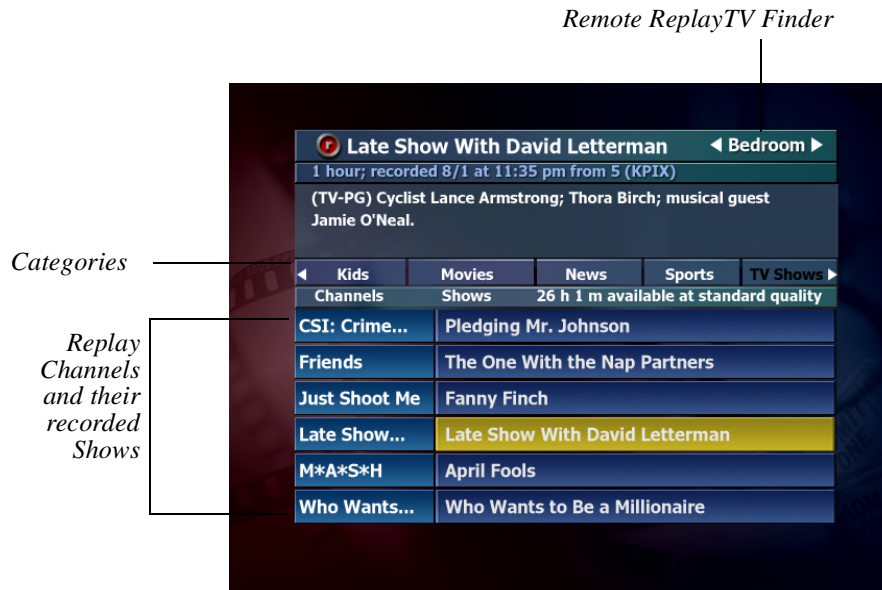 Remote ReplayTV Finder
r Late Show With David Letterman ◀ Bedroom ▶
1 hour; recorded 8/1 at 11:35 pm from 5 (KPIX)
(TV-PG) Cyclist Lance Armstrong; Thora Birch; musical guest
Jamie O'Neal.
Categories
◀ Kids Movies News Sports TV Shows ▶
Channels Shows 26 h 1 m available at standard quality
Replay
Channels
and their
recorded
Shows
CSI: Crime... Pledging Mr. Johnson
Friends The One With the Nap Partners
Just Shoot Me Fanny Finch
Late Show... Late Show With David Letterman
M*A*S*H April Fools
Who Wants... Who Wants to Be a Millionaire